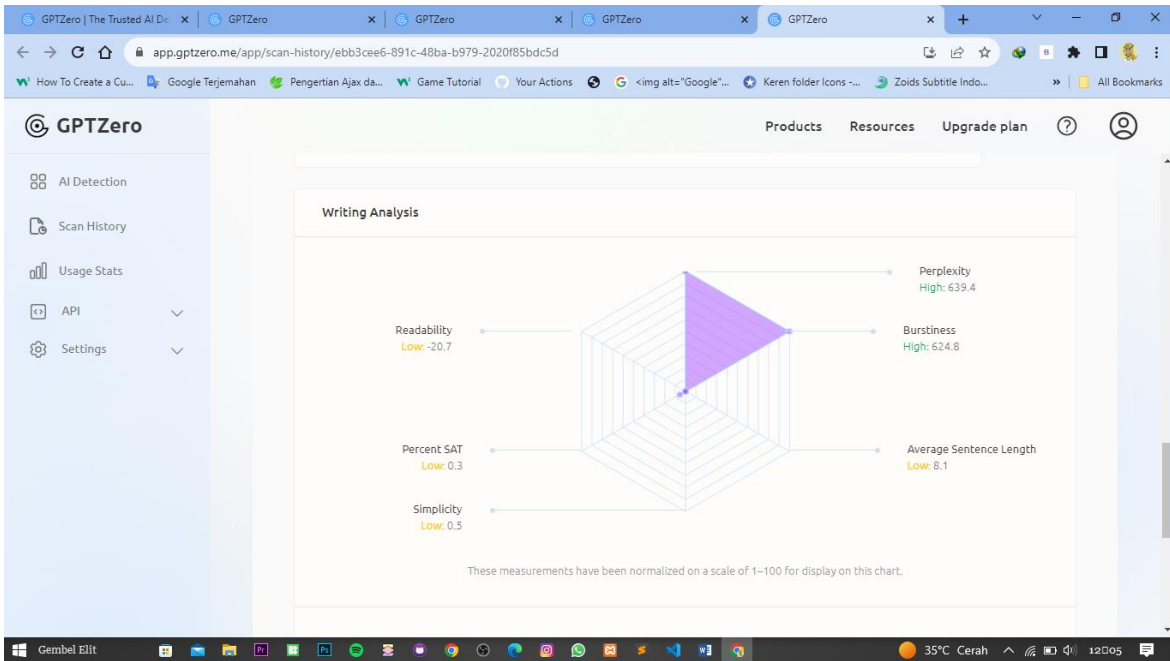 GPTZero | The Trusted AI De
GPTZero
GPTZero
GPTZero
GPTZero
app.gptzero.me/app/scan-history/ebb3cee6-891c-48ba-b979-2020f85bdc5d
How To Create a Cu...
Google Terjemahan
Pengertian Ajax da...
Game Tutorial
Your Actions
<img alt="Google"...
Keren folder Icons -...
Zoids Subtitle Indo...
»
All Bookmarks
GPTZero
Products
Resources
Upgrade plan
AI Detection
Scan History
Usage Stats
API
Settings
Writing Analysis
Perplexity
High: 639.4
Readability
Low: -20.7
Burstiness
High: 624.8
Percent SAT
Low: 0.3
Average Sentence Length
Low: 8.1
Simplicity
Low: 0.5
These measurements have been normalized on a scale of 1–100 for display on this chart.
Gembel Elit
35°C Cerah
12▯05